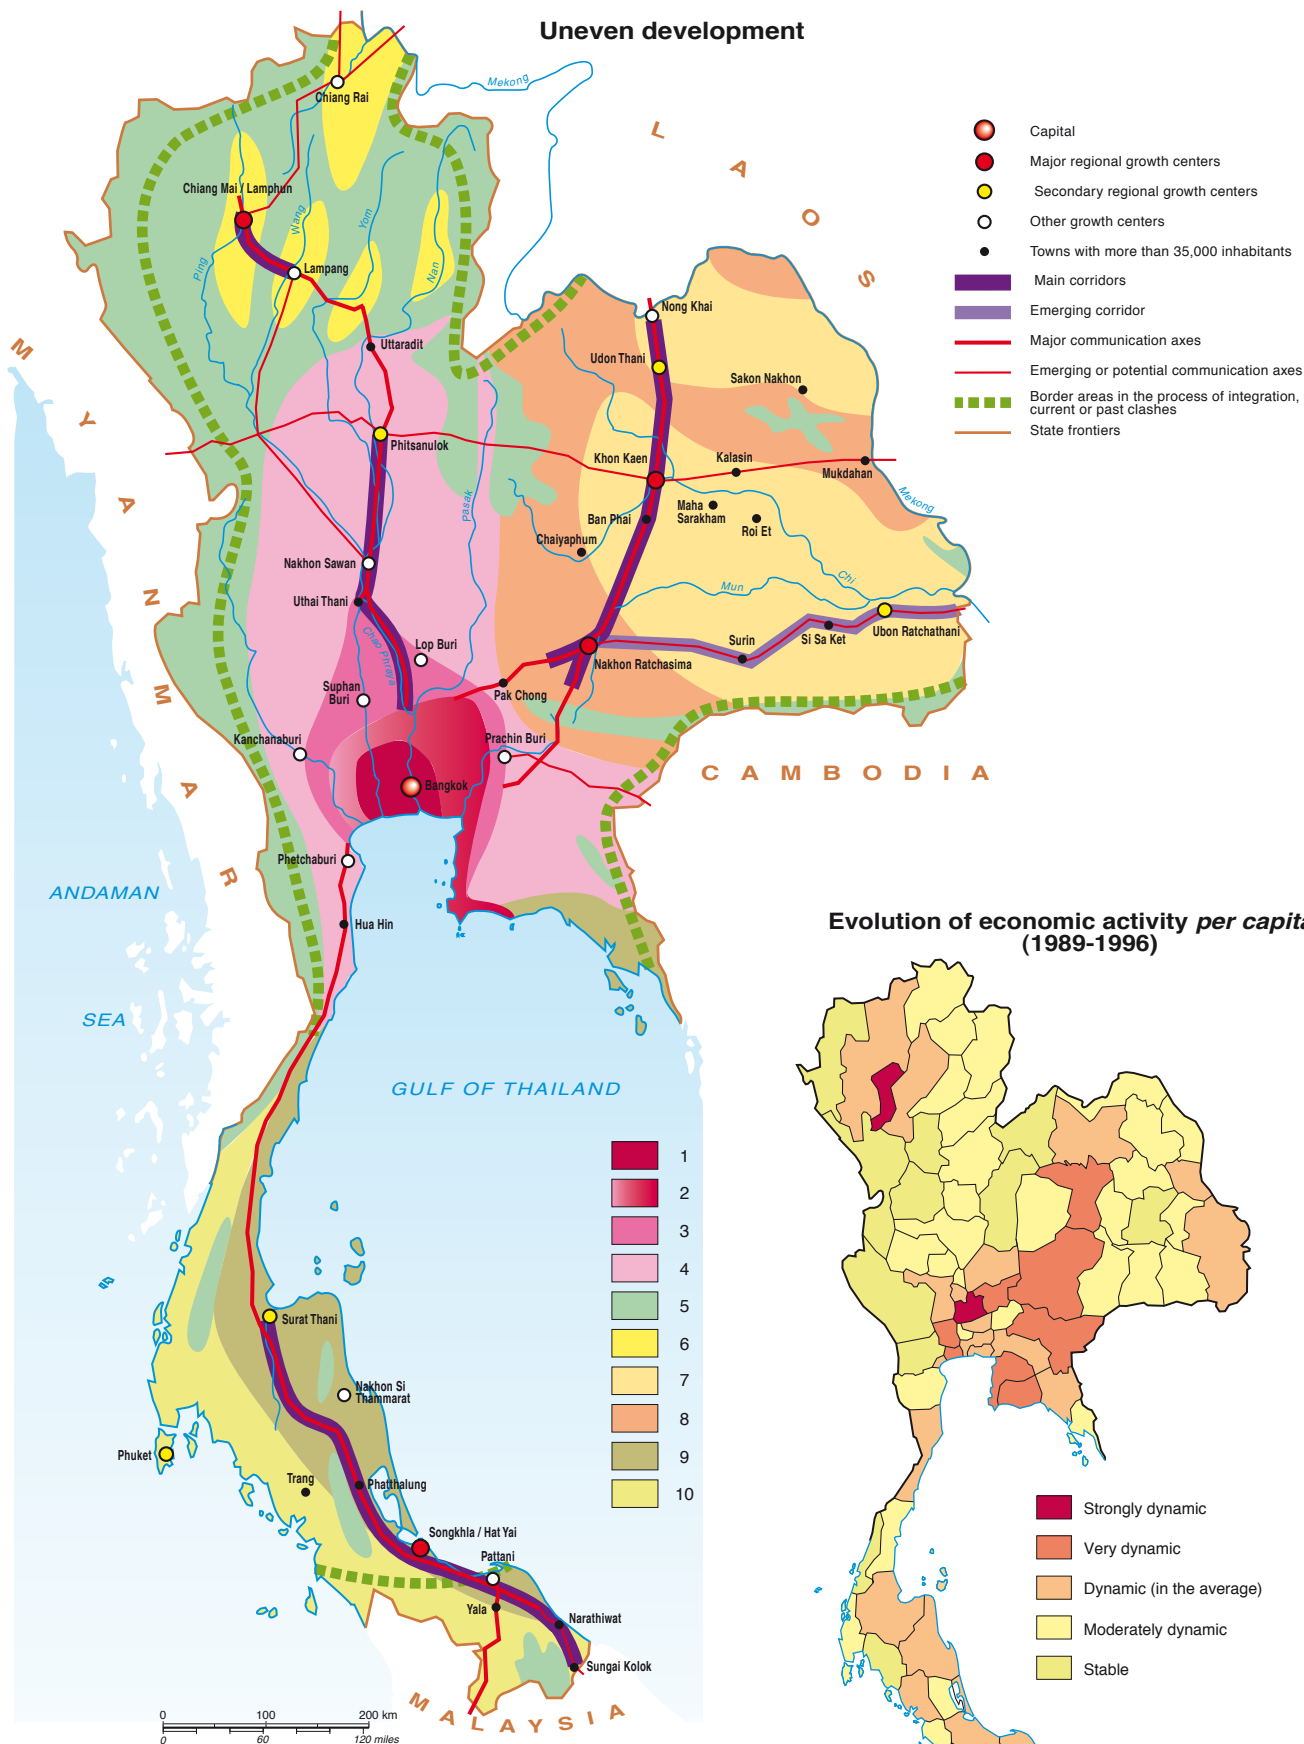 Uneven development
Mekong
Chiang Rai
L A O S
Capital
Major regional growth centers
Secondary regional growth centers
Other growth centers
Towns with more than 35,000 inhabitants
Main corridors
Emerging corridor
Major communication axes
Emerging or potential communication axes
Border areas in the process of integration,
current or past clashes
State frontiers
Chiang Mai / Lamphun
Wang
Yom
Ping
Nan
Lampang
Nong Khai
Uttaradit
Udon Thani
Sakon Nakhon
M Y A N M A R
Phitsanulok
Khon Kaen
Kalasin
Mukdahan
Mekong
Pasak
Maha
Sarakham
Ban Phai
Roi Et
Chaiyaphum
Nakhon Sawan
Chi
Mun
Uthai Thani
Chao Phraya
Lop Buri
Surin
Si Sa Ket
Ubon Ratchathani
Nakhon Ratchasima
Suphan
Buri
Pak Chong
Kanchanaburi
Prachin Buri
CAMBODIA
Bangkok
Phetchaburi
ANDAMAN
SEA
Hua Hin
Evolution of economic activity per capita
(1989-1996)
GULF OF THAILAND
1
2
3
4
5
6
7
8
9
10
Surat Thani
Nakhon Si
Thammarat
Phuket
Trang
Phatthalung
Songkhla / Hat Yai
Pattani
Yala
Narathiwat
Sungai Kolok
MALAYSIA
Strongly dynamic
Very dynamic
Dynamic (in the average)
Moderately dynamic
Stable
0 100 200 km
0 60 120 miles